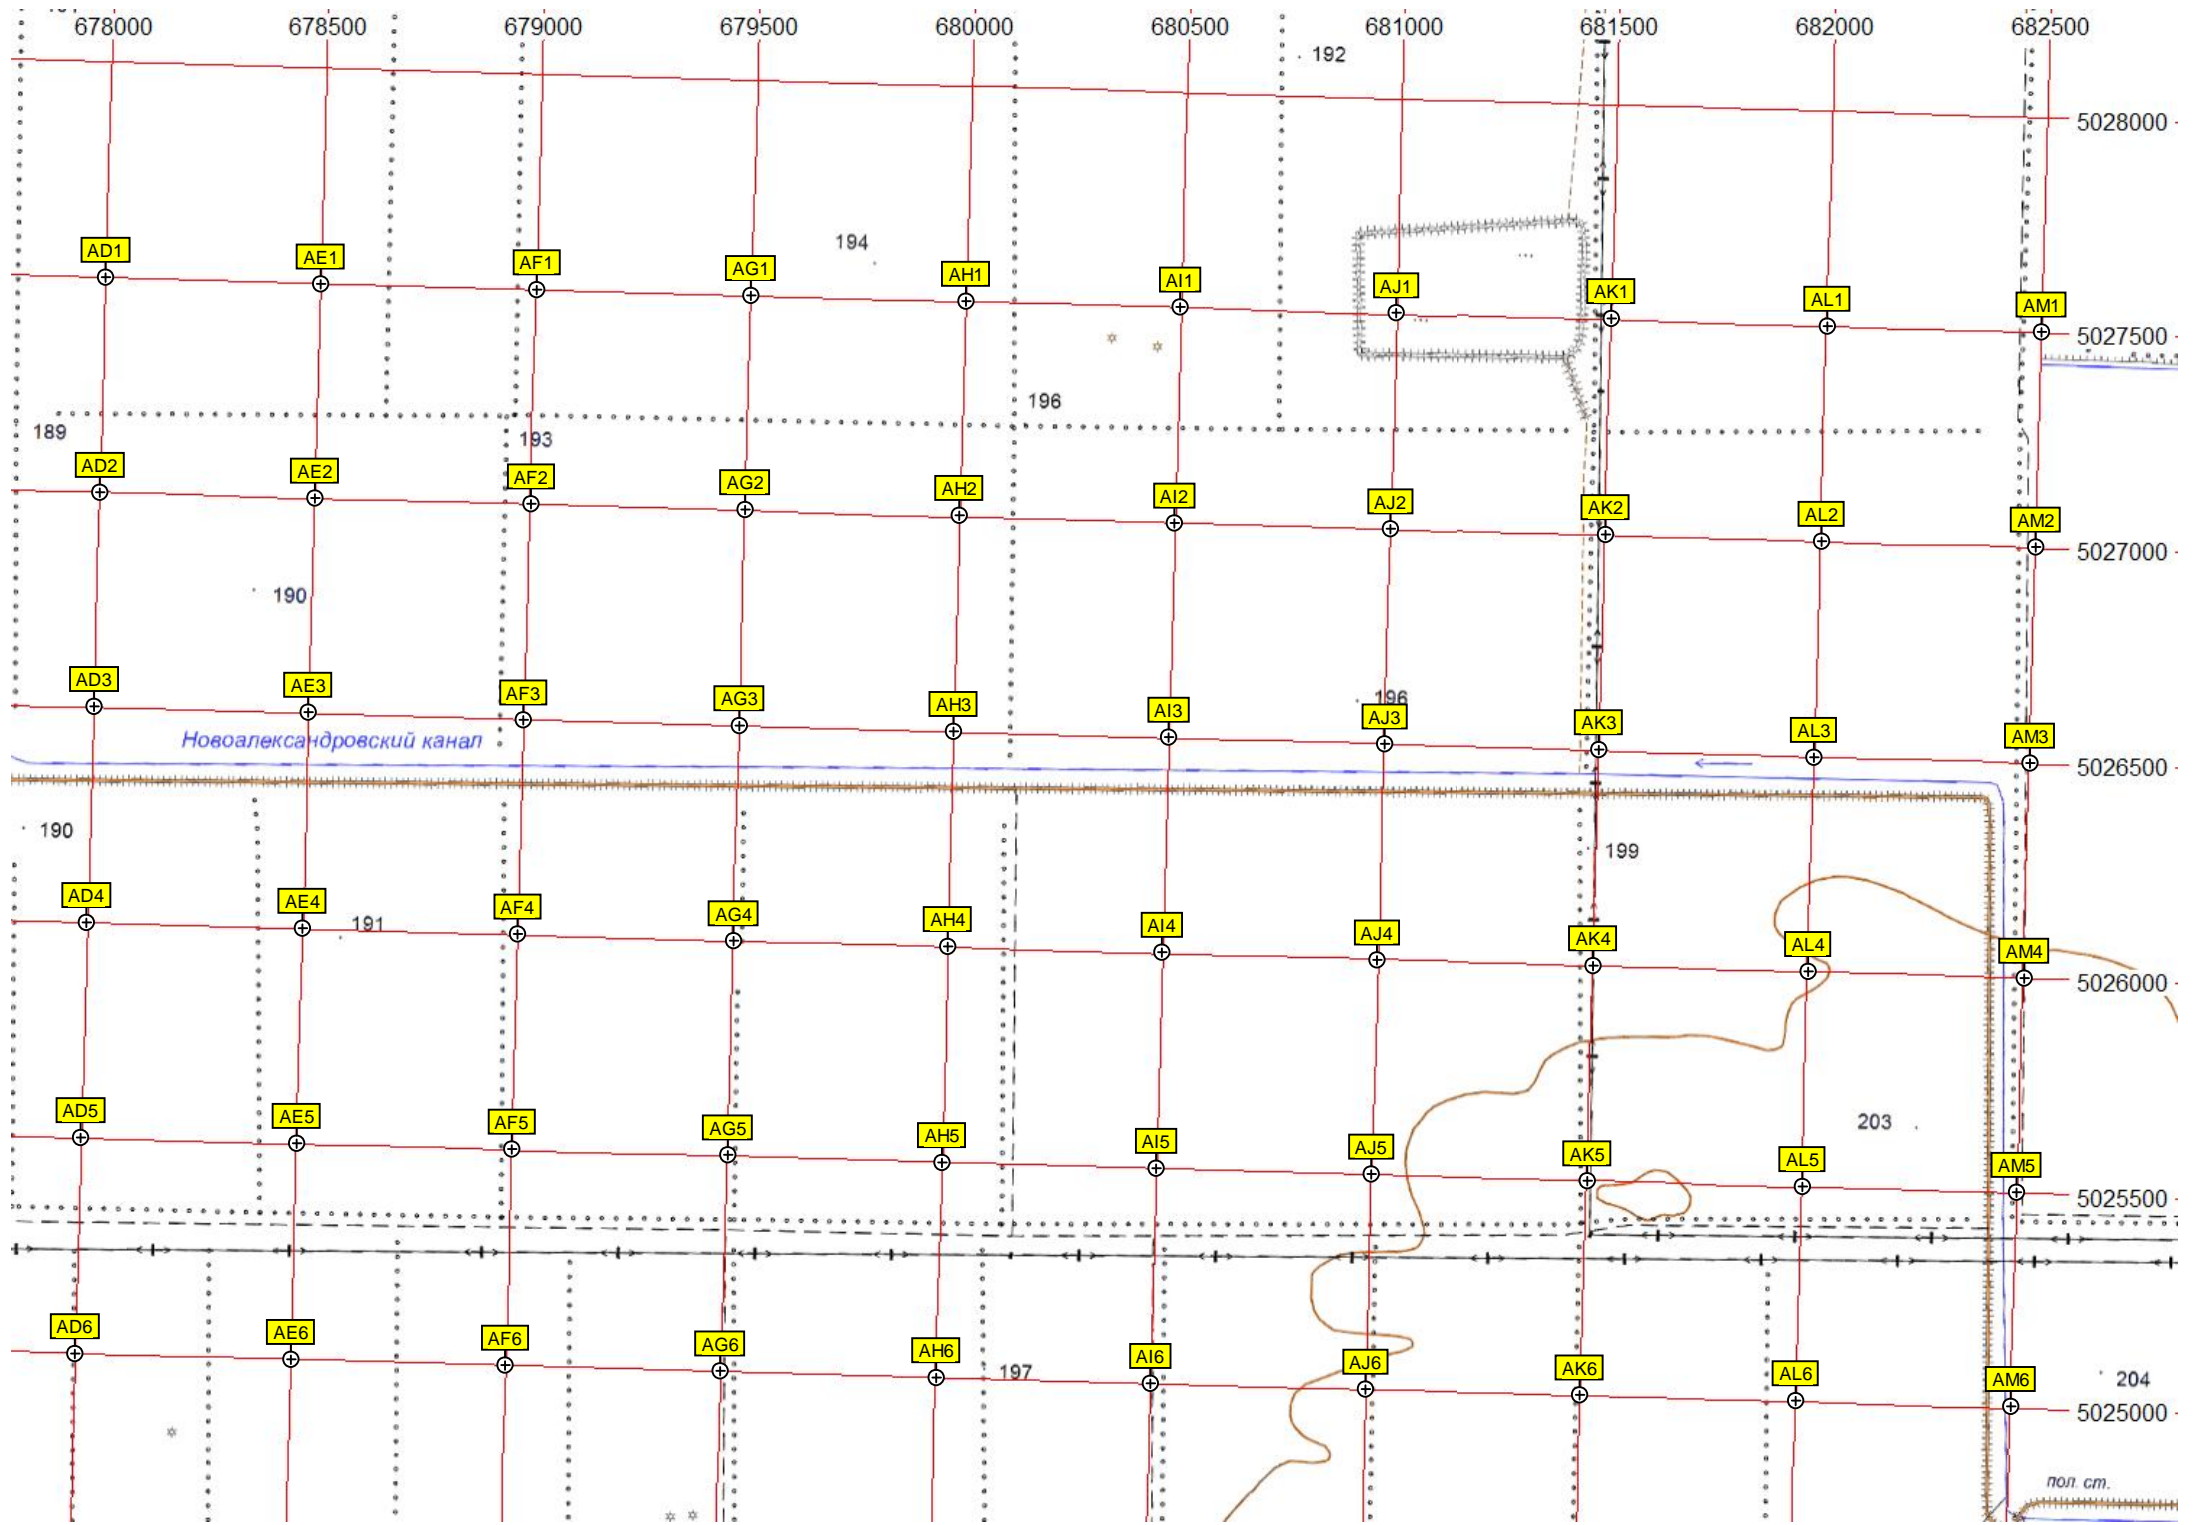 678000 678500 679000 679500 680000 680500 681000 681500 682000 682500
192
5028000
194
AD1 AE1 AF1 AG1 AH1 AI1 AJ1 AK1 AL1 AM1
5027500
196
189 193
AD2 AE2 AF2 AG2 AH2 AI2 AJ2 AK2 AL2 AM2
5027000
190
196
AD3 AE3 AF3 AG3 AH3 AI3 AJ3 AK3 AL3 AM3
Новоалександровский канал
5026500
190 199
AD4 AE4 AF4 AG4 AH4 AI4 AJ4 AK4 AL4 AM4
191
5026000
203
AD5 AE5 AF5 AG5 AH5 AI5 AJ5 AK5 AL5 AM5
5025500
AD6 AE6 AF6 AG6 AH6 AI6 AJ6 AK6 AL6 AM6
197 204
5025000
пол. ст.